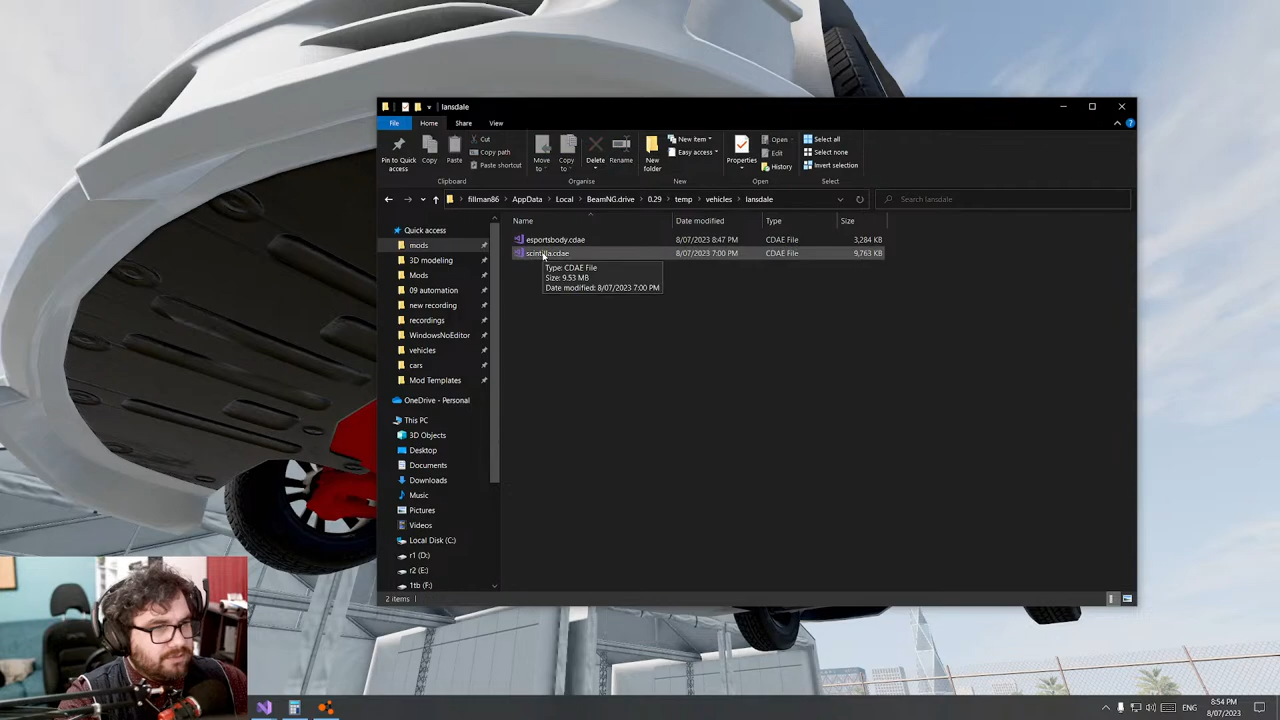 lansdale
File
Home
Share
View
Pin to Quick access
Copy
Paste
Cut
Copy path
Paste shortcut
Move to
Copy to
Delete
Rename
New folder
New item
Easy access
Properties
Open
Edit
History
Select all
Select none
Invert selection
Clipboard
Organise
New
Open
Select
fillman86 > AppData > Local > BeamNG.drive > 0.29 > temp > vehicles > lansdale
Search lansdale
Name
Date modified
Type
Size
esportsbody.cdae 8/07/2023 8:47 PM CDAE File 3,284 KB
scintilla.cdae 8/07/2023 7:00 PM CDAE File 9,763 KB
Type: CDAE File
Size: 9.53 MB
Date modified: 8/07/2023 7:00 PM
Quick access
mods
3D modeling
Mods
09 automation
new recording
recordings
WindowsNoEditor
vehicles
cars
Mod Templates
OneDrive - Personal
This PC
3D Objects
Desktop
Documents
Downloads
Music
Pictures
Videos
Local Disk (C:)
r1 (D:)
r2 (E:)
1tb (F:)
2 items
ENG
8:54 PM
8/07/2023